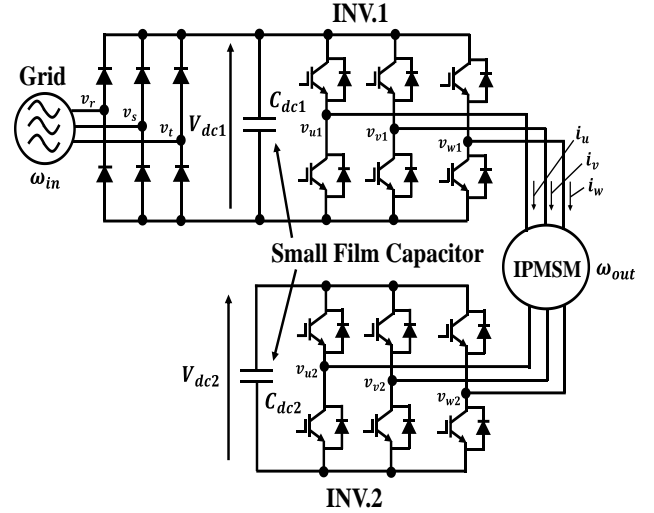 INV.1
Grid
v_r
v_s
v_t
ω_in
V_dc1
C_dc1
v_u1
v_v1
v_w1
i_u
i_v
i_w
Small Film Capacitor
IPMSM
ω_out
V_dc2
C_dc2
v_u2
v_v2
v_w2
INV.2